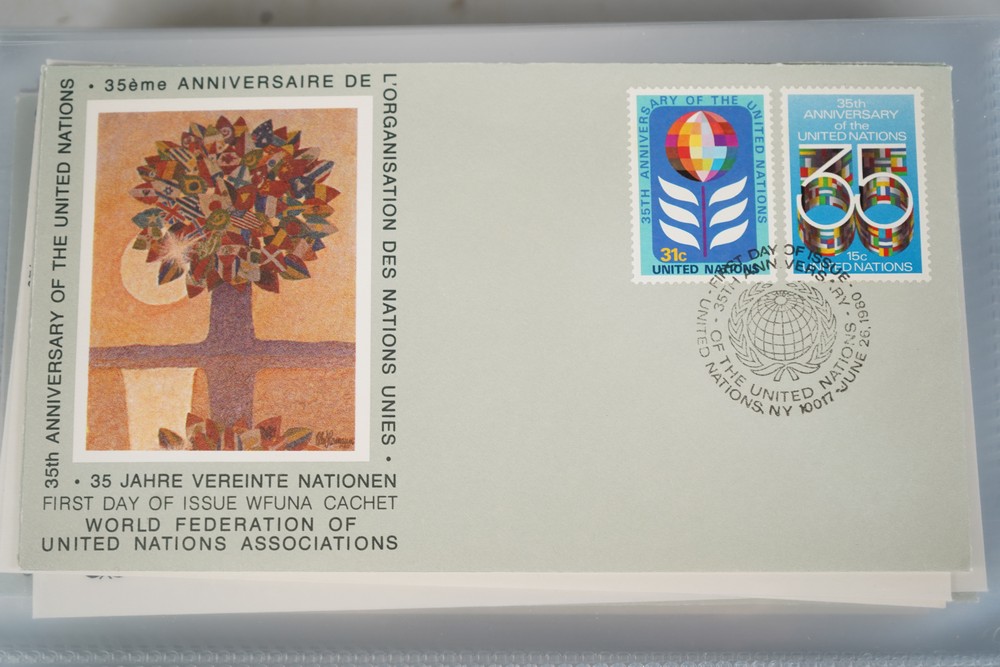 35th ANNIVERSARY OF THE UNITED NATIONS
• 35ème ANNIVERSAIRE DE
L'ORGANISATION DES NATIONS UNIES •
• 35 JAHRE VEREINTE NATIONEN
FIRST DAY OF ISSUE WFUNA CACHET
WORLD FEDERATION OF
UNITED NATIONS ASSOCIATIONS
35TH ANNIVERSARY OF THE UNITED NATIONS
31c
UNITED NATIONS
35th
ANNIVERSARY
of the
UNITED NATIONS
35
15c
UNITED NATIONS
FIRST DAY OF ISSUE
UNITED NATIONS, NY 10017 - JUNE 26, 1980
35TH ANNIVERSARY
OF THE UNITED NATIONS